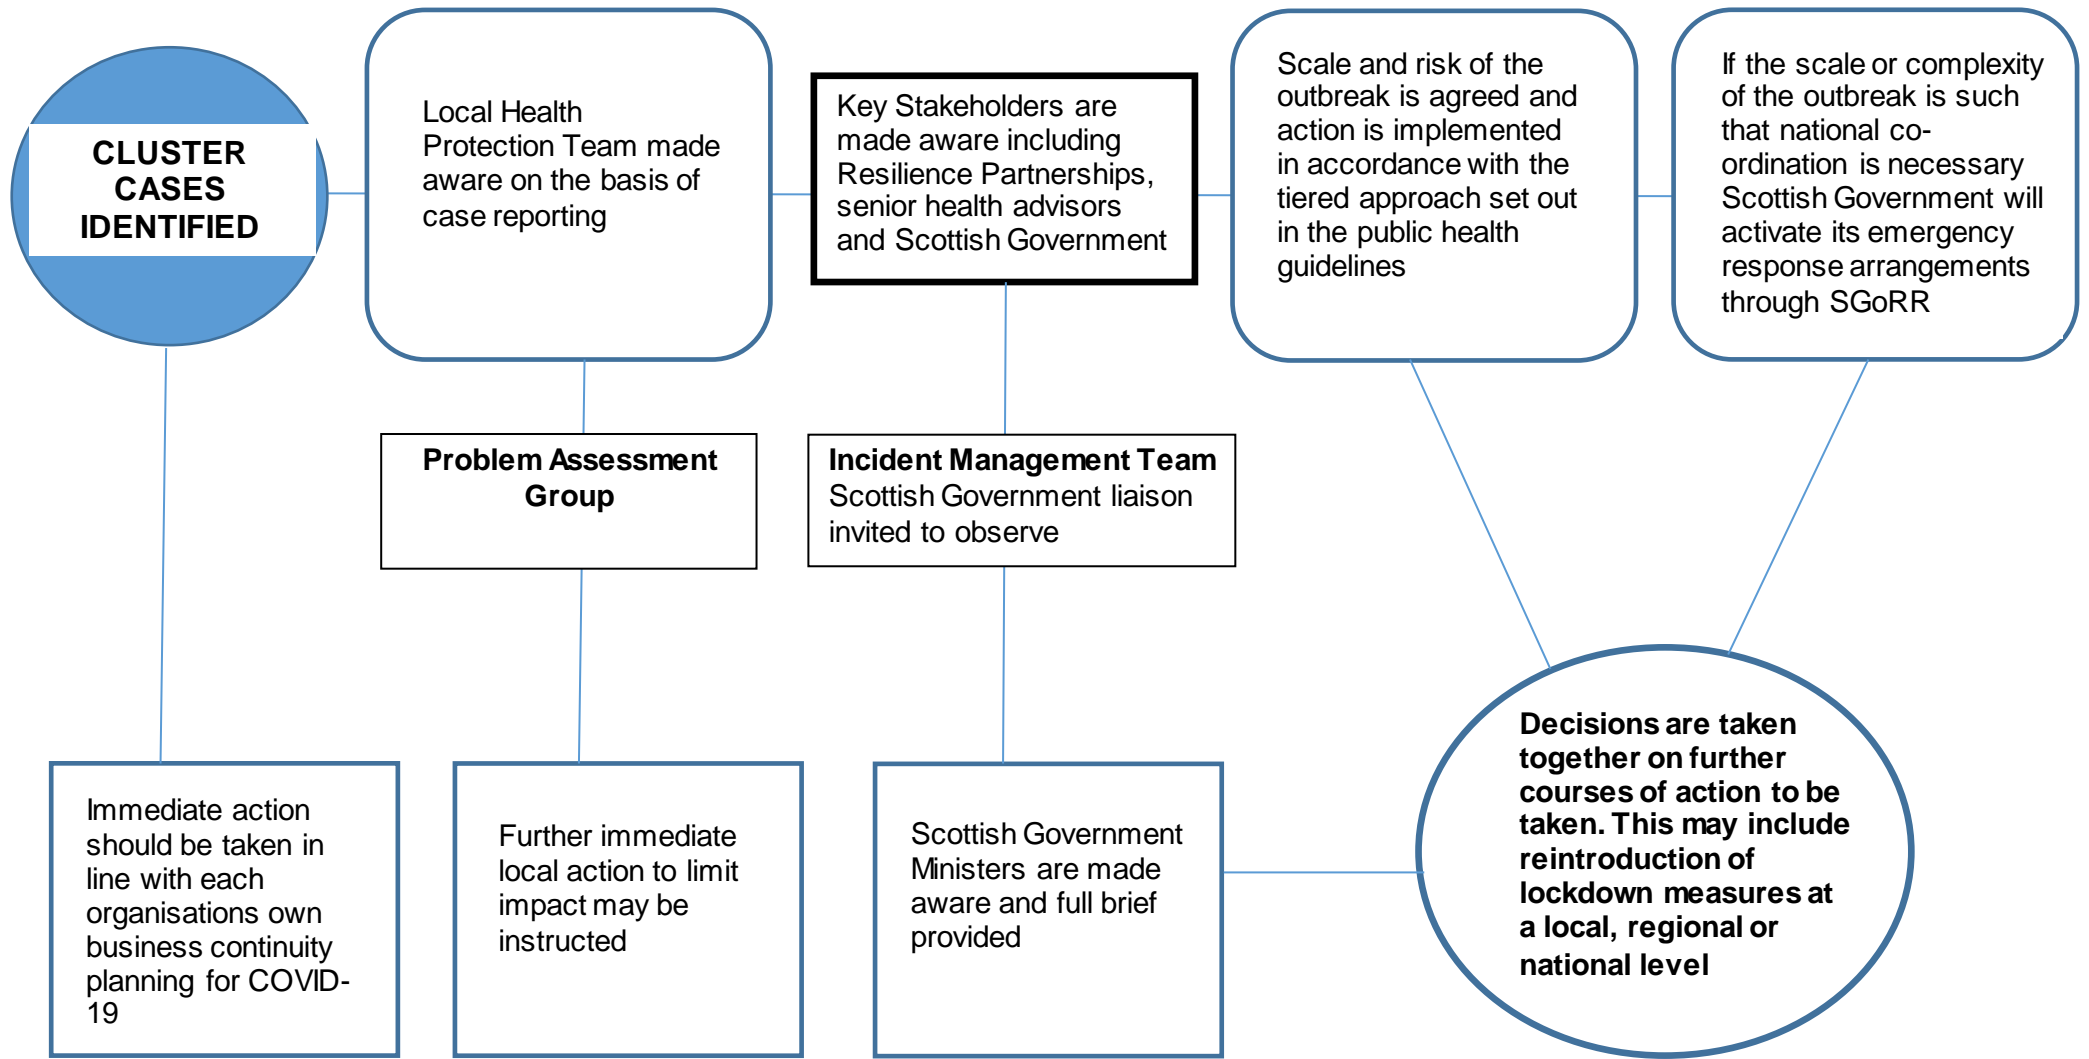 CLUSTER
CASES
IDENTIFIED
Local Health
Protection Team made
aware on the basis of
case reporting
Key Stakeholders are
made aware including
Resilience Partnerships,
senior health advisors
and Scottish Government
Scale and risk of the
outbreak is agreed and
action is implemented
in accordance with the
tiered approach set out
in the public health
guidelines
If the scale or complexity
of the outbreak is such
that national co-
ordination is necessary
Scottish Government will
activate its emergency
response arrangements
through SGoRR
Problem Assessment
Group
Incident Management Team
Scottish Government liaison
invited to observe
Immediate action
should be taken in
line with each
organisations own
business continuity
planning for COVID-
19
Further immediate
local action to limit
impact may be
instructed
Scottish Government
Ministers are made
aware and full brief
provided
Decisions are taken
together on further
courses of action to be
taken. This may include
reintroduction of
lockdown measures at
a local, regional or
national level